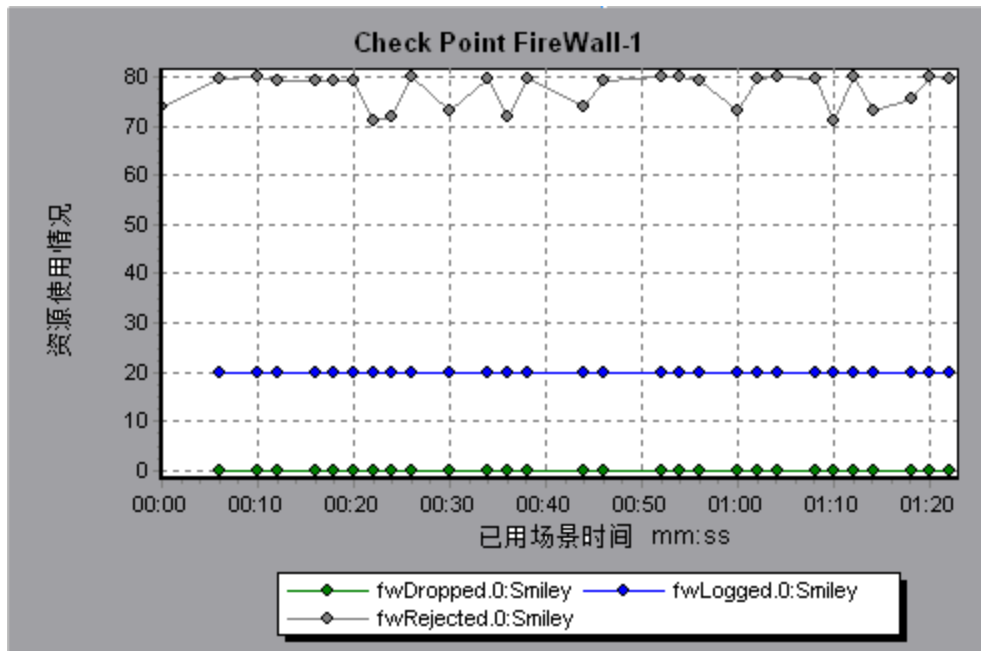 Check Point FireWall-1
80
70
60
50
40
30
20
10
0
资源使用情况
00:00 00:10 00:20 00:30 00:40 00:50 01:00 01:10 01:20
已用场景时间 mm:ss
fwDropped.0:Smiley fwLogged.0:Smiley
fwRejected.0:Smiley